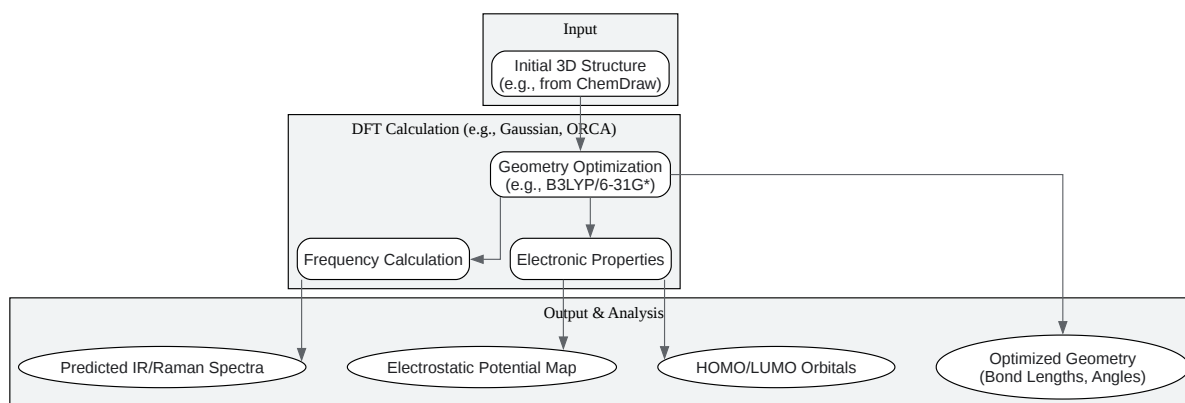 Input
Initial 3D Structure
(e.g., from ChemDraw)
DFT Calculation (e.g., Gaussian, ORCA)
Geometry Optimization
(e.g., B3LYP/6-31G*)
Frequency Calculation
Electronic Properties
Output & Analysis
Predicted IR/Raman Spectra
Electrostatic Potential Map
HOMO/LUMO Orbitals
Optimized Geometry
(Bond Lengths, Angles)